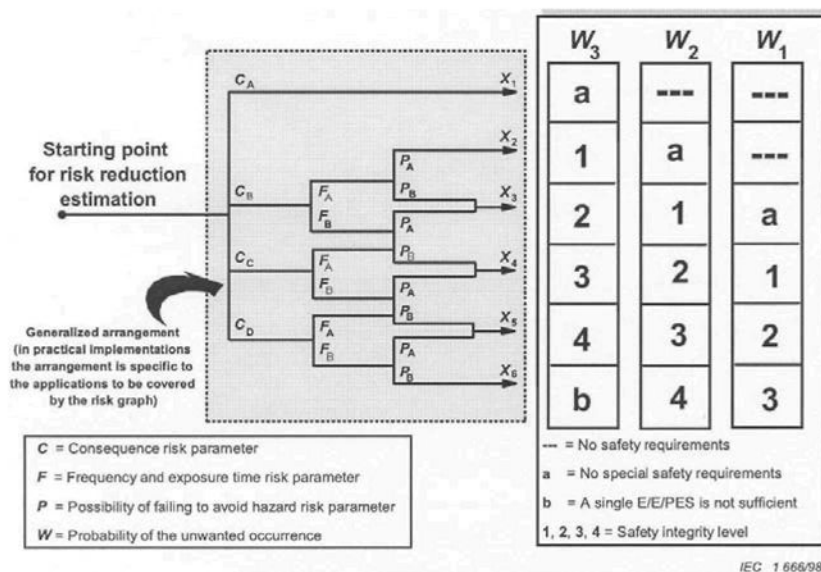 W3 W2 W1
CA X1
a --- ---
Starting point
for risk reduction
estimation
PA X2
1 a ---
CB FA PB X3
FB PA
2 1 a
CC FA PB X4
FB PA
3 2 1
CD FA PB X5
FB PA
4 3 2
PB X6
b 4 3
Generalized arrangement
(in practical implementations
the arrangement is specific to
the applications to be covered
by the risk graph)
C = Consequence risk parameter
F = Frequency and exposure time risk parameter
P = Possibility of failing to avoid hazard risk parameter
W = Probability of the unwanted occurrence
--- = No safety requirements
a = No special safety requirements
b = A single E/E/PES is not sufficient
1, 2, 3, 4 = Safety integrity level
IEC 1 666/98